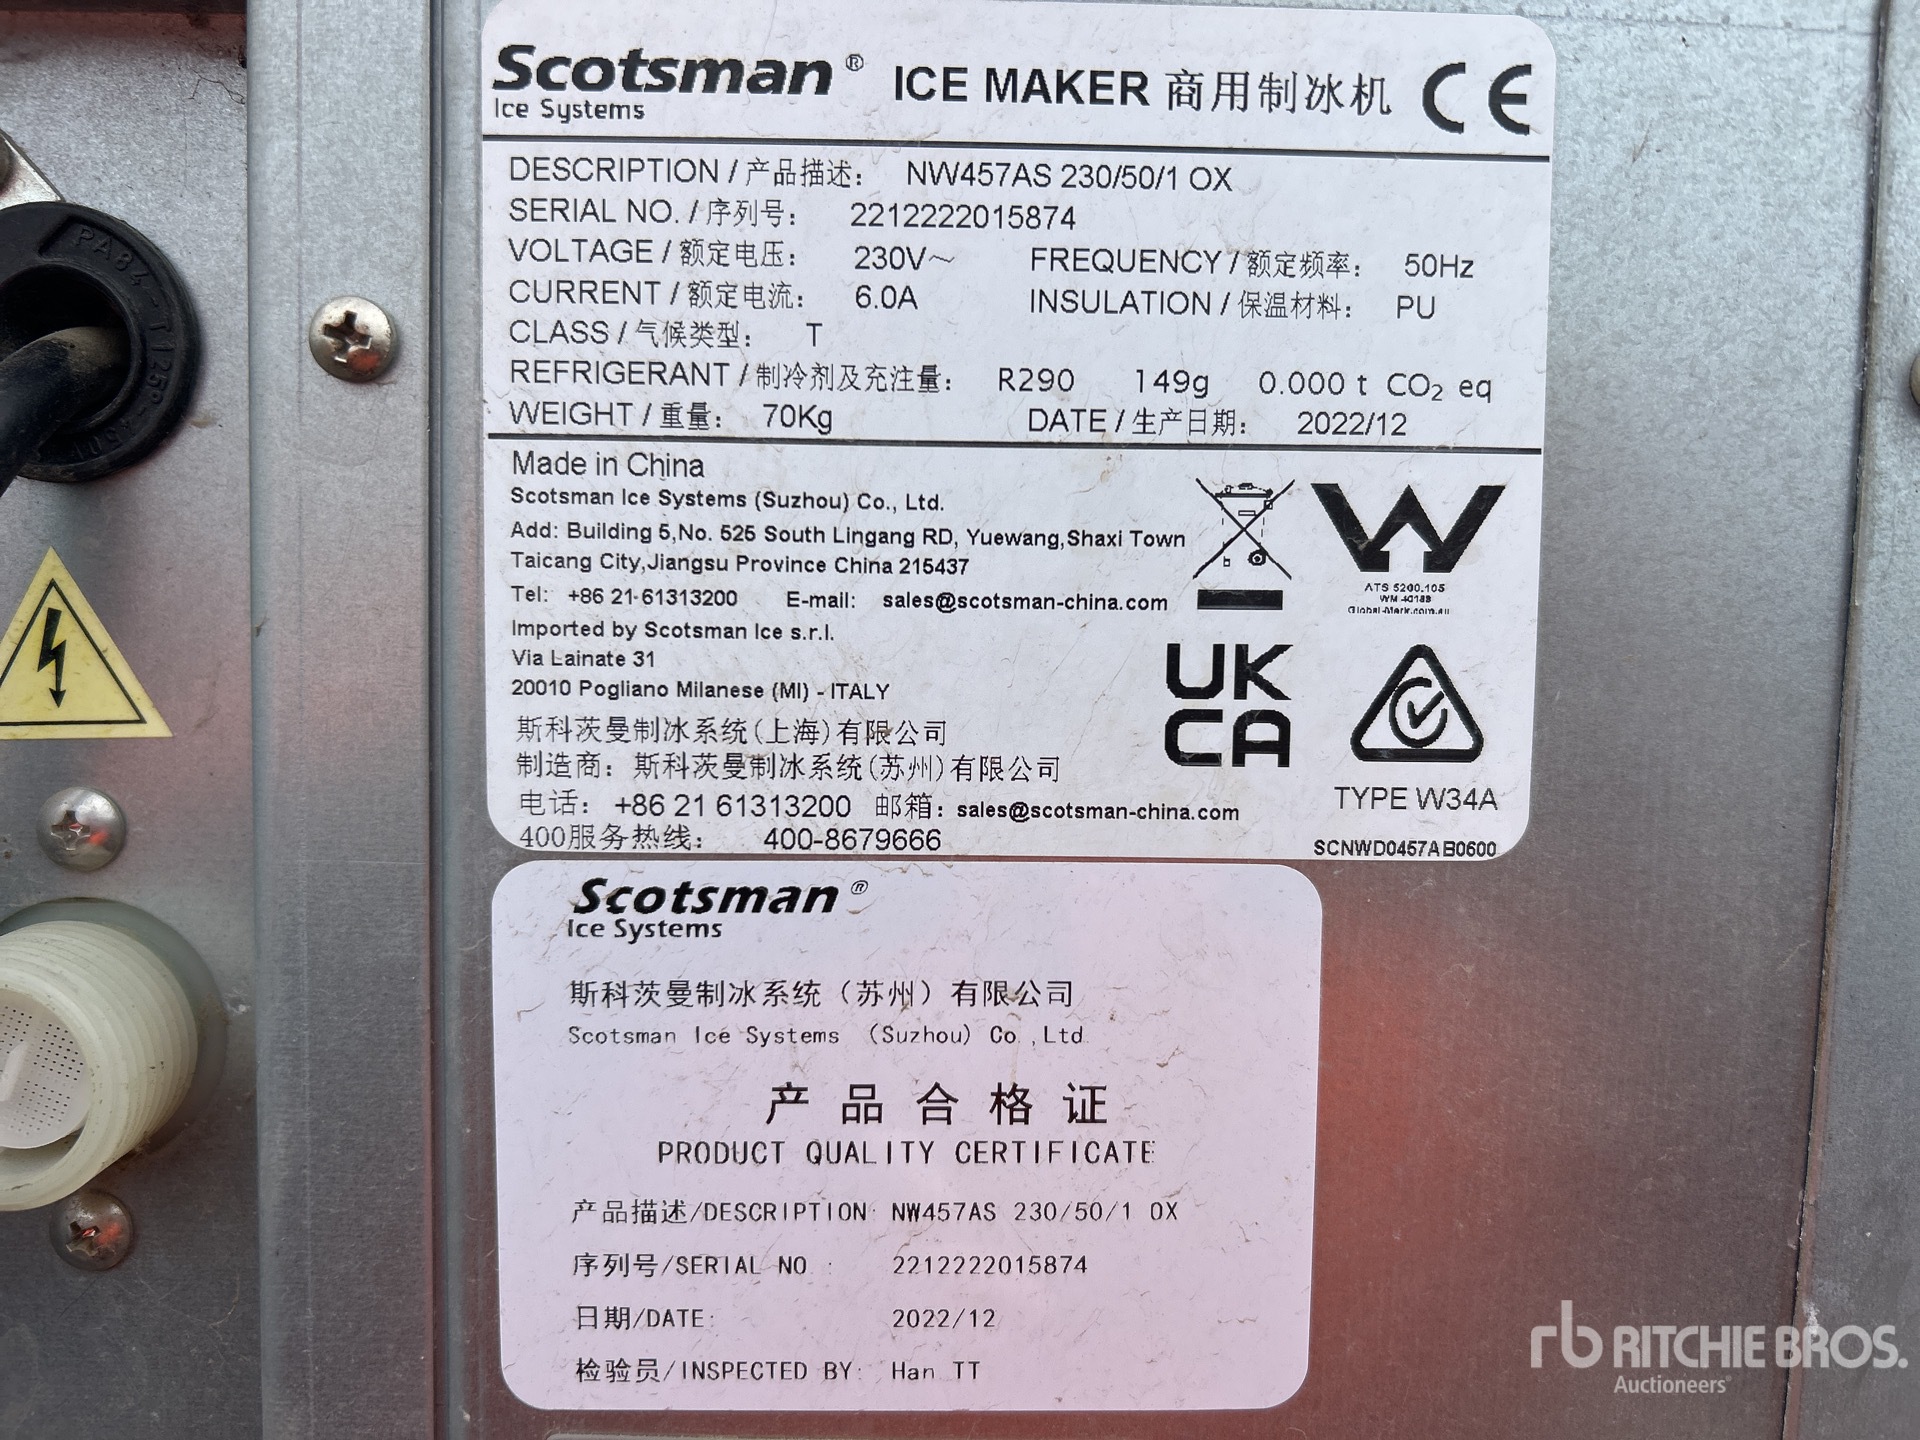 Scotsman®
Ice Systems
ICE MAKER 商用制冰机 CE
DESCRIPTION / 产品描述: NW457AS 230/50/1 OX
SERIAL NO. / 序列号: 2212222015874
VOLTAGE / 额定电压: 230V～ FREQUENCY / 额定频率: 50Hz
CURRENT / 额定电流: 6.0A INSULATION / 保温材料: PU
CLASS / 气候类型: T
REFRIGERANT / 制冷剂及充注量: R290 149g 0.000 t CO₂ eq
WEIGHT / 重量: 70Kg DATE / 生产日期: 2022/12
Made in China
Scotsman Ice Systems (Suzhou) Co., Ltd.
Add: Building 5,No. 525 South Lingang RD, Yuewang,Shaxi Town
Taicang City,Jiangsu Province China 215437
Tel: +86 21-61313200 E-mail: sales@scotsman-china.com
Imported by Scotsman Ice s.r.l.
Via Lainate 31
20010 Pogliano Milanese (MI) - ITALY
斯科茨曼制冰系统(上海)有限公司
制造商: 斯科茨曼制冰系统(苏州)有限公司
电话: +86 21 61313200 邮箱: sales@scotsman-china.com
400服务热线: 400-8679666
ATS 5200.105
WM 40188
Global-Mark.com.au
UK
CA
TYPE W34A
SCNWD0457AB0600
Scotsman®
Ice Systems
斯科茨曼制冰系统（苏州）有限公司
Scotsman Ice Systems (Suzhou) Co.,Ltd
产品合格证
PRODUCT QUALITY CERTIFICATE
产品描述/DESCRIPTION: NW457AS 230/50/1 OX
序列号/SERIAL NO.: 2212222015874
日期/DATE: 2022/12
检验员/INSPECTED BY: Han TT
rb RITCHIE BROS.
Auctioneers